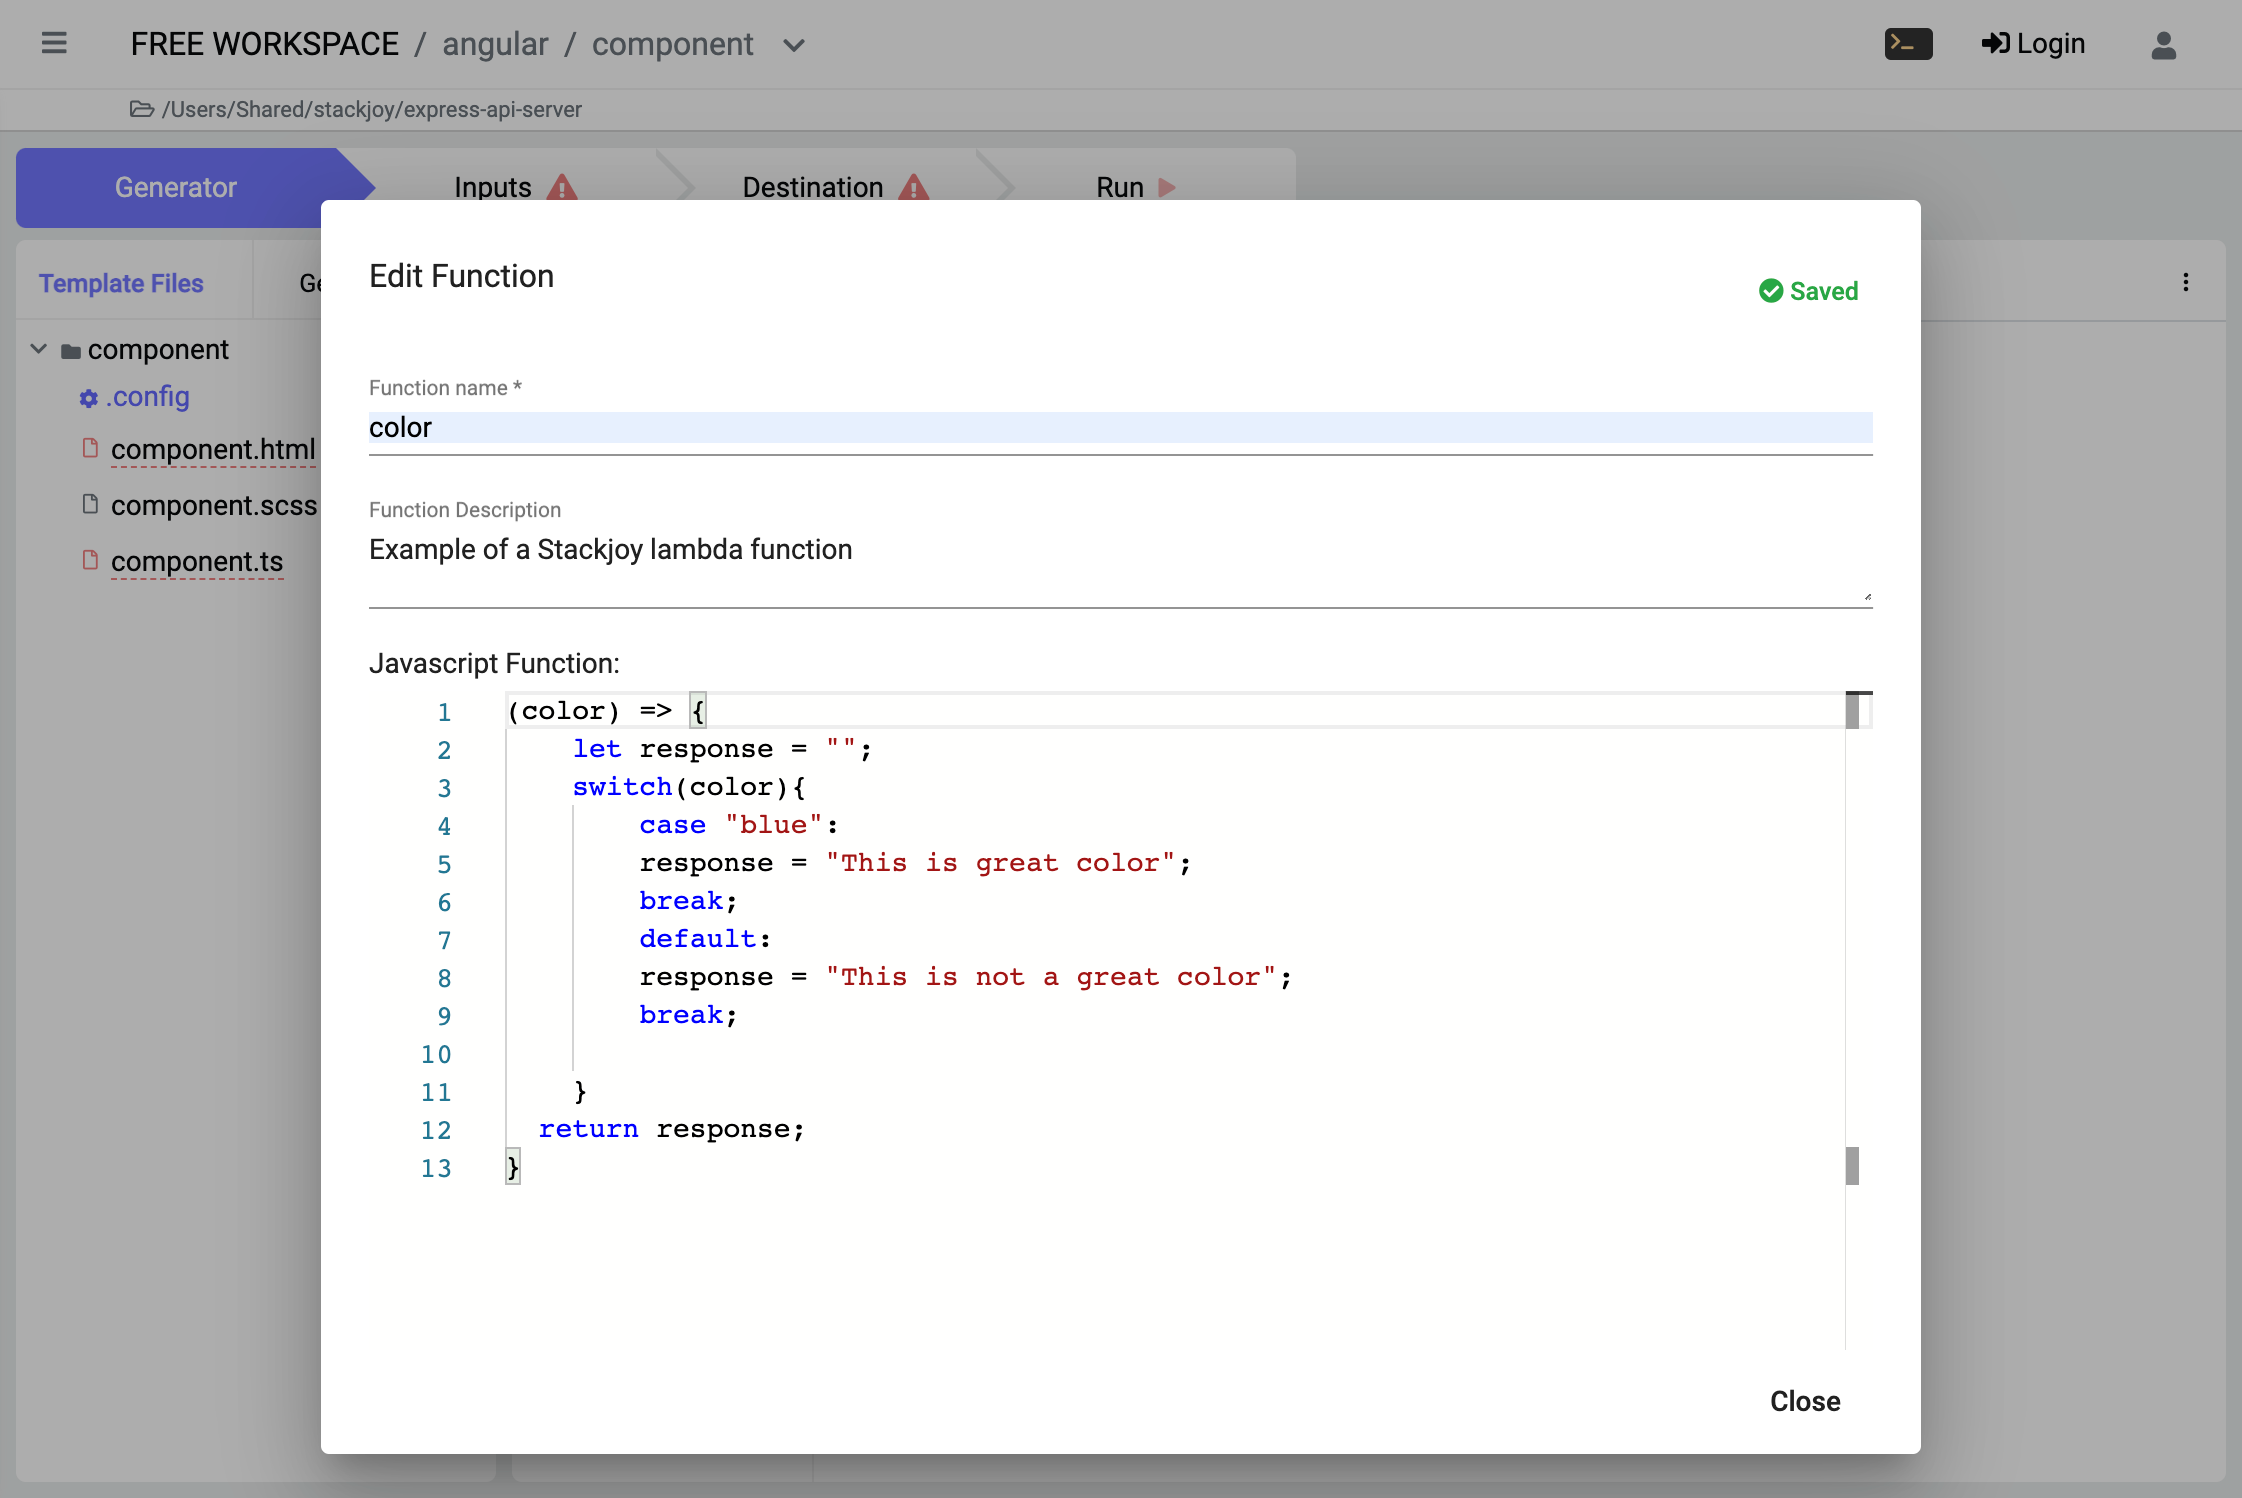 FREE WORKSPACE / angular / component
Login
/Users/Shared/stackjoy/express-api-server
Generator
Inputs
Destination
Run
Template Files
component
.config
component.html
component.scss
component.ts
Edit Function
Saved
Function name *
color
Function Description
Example of a Stackjoy lambda function
Javascript Function:
1 (color) => {
2 let response = "";
3 switch(color){
4 case "blue":
5 response = "This is great color";
6 break;
7 default:
8 response = "This is not a great color";
9 break;
10
11 }
12 return response;
13 }
Close